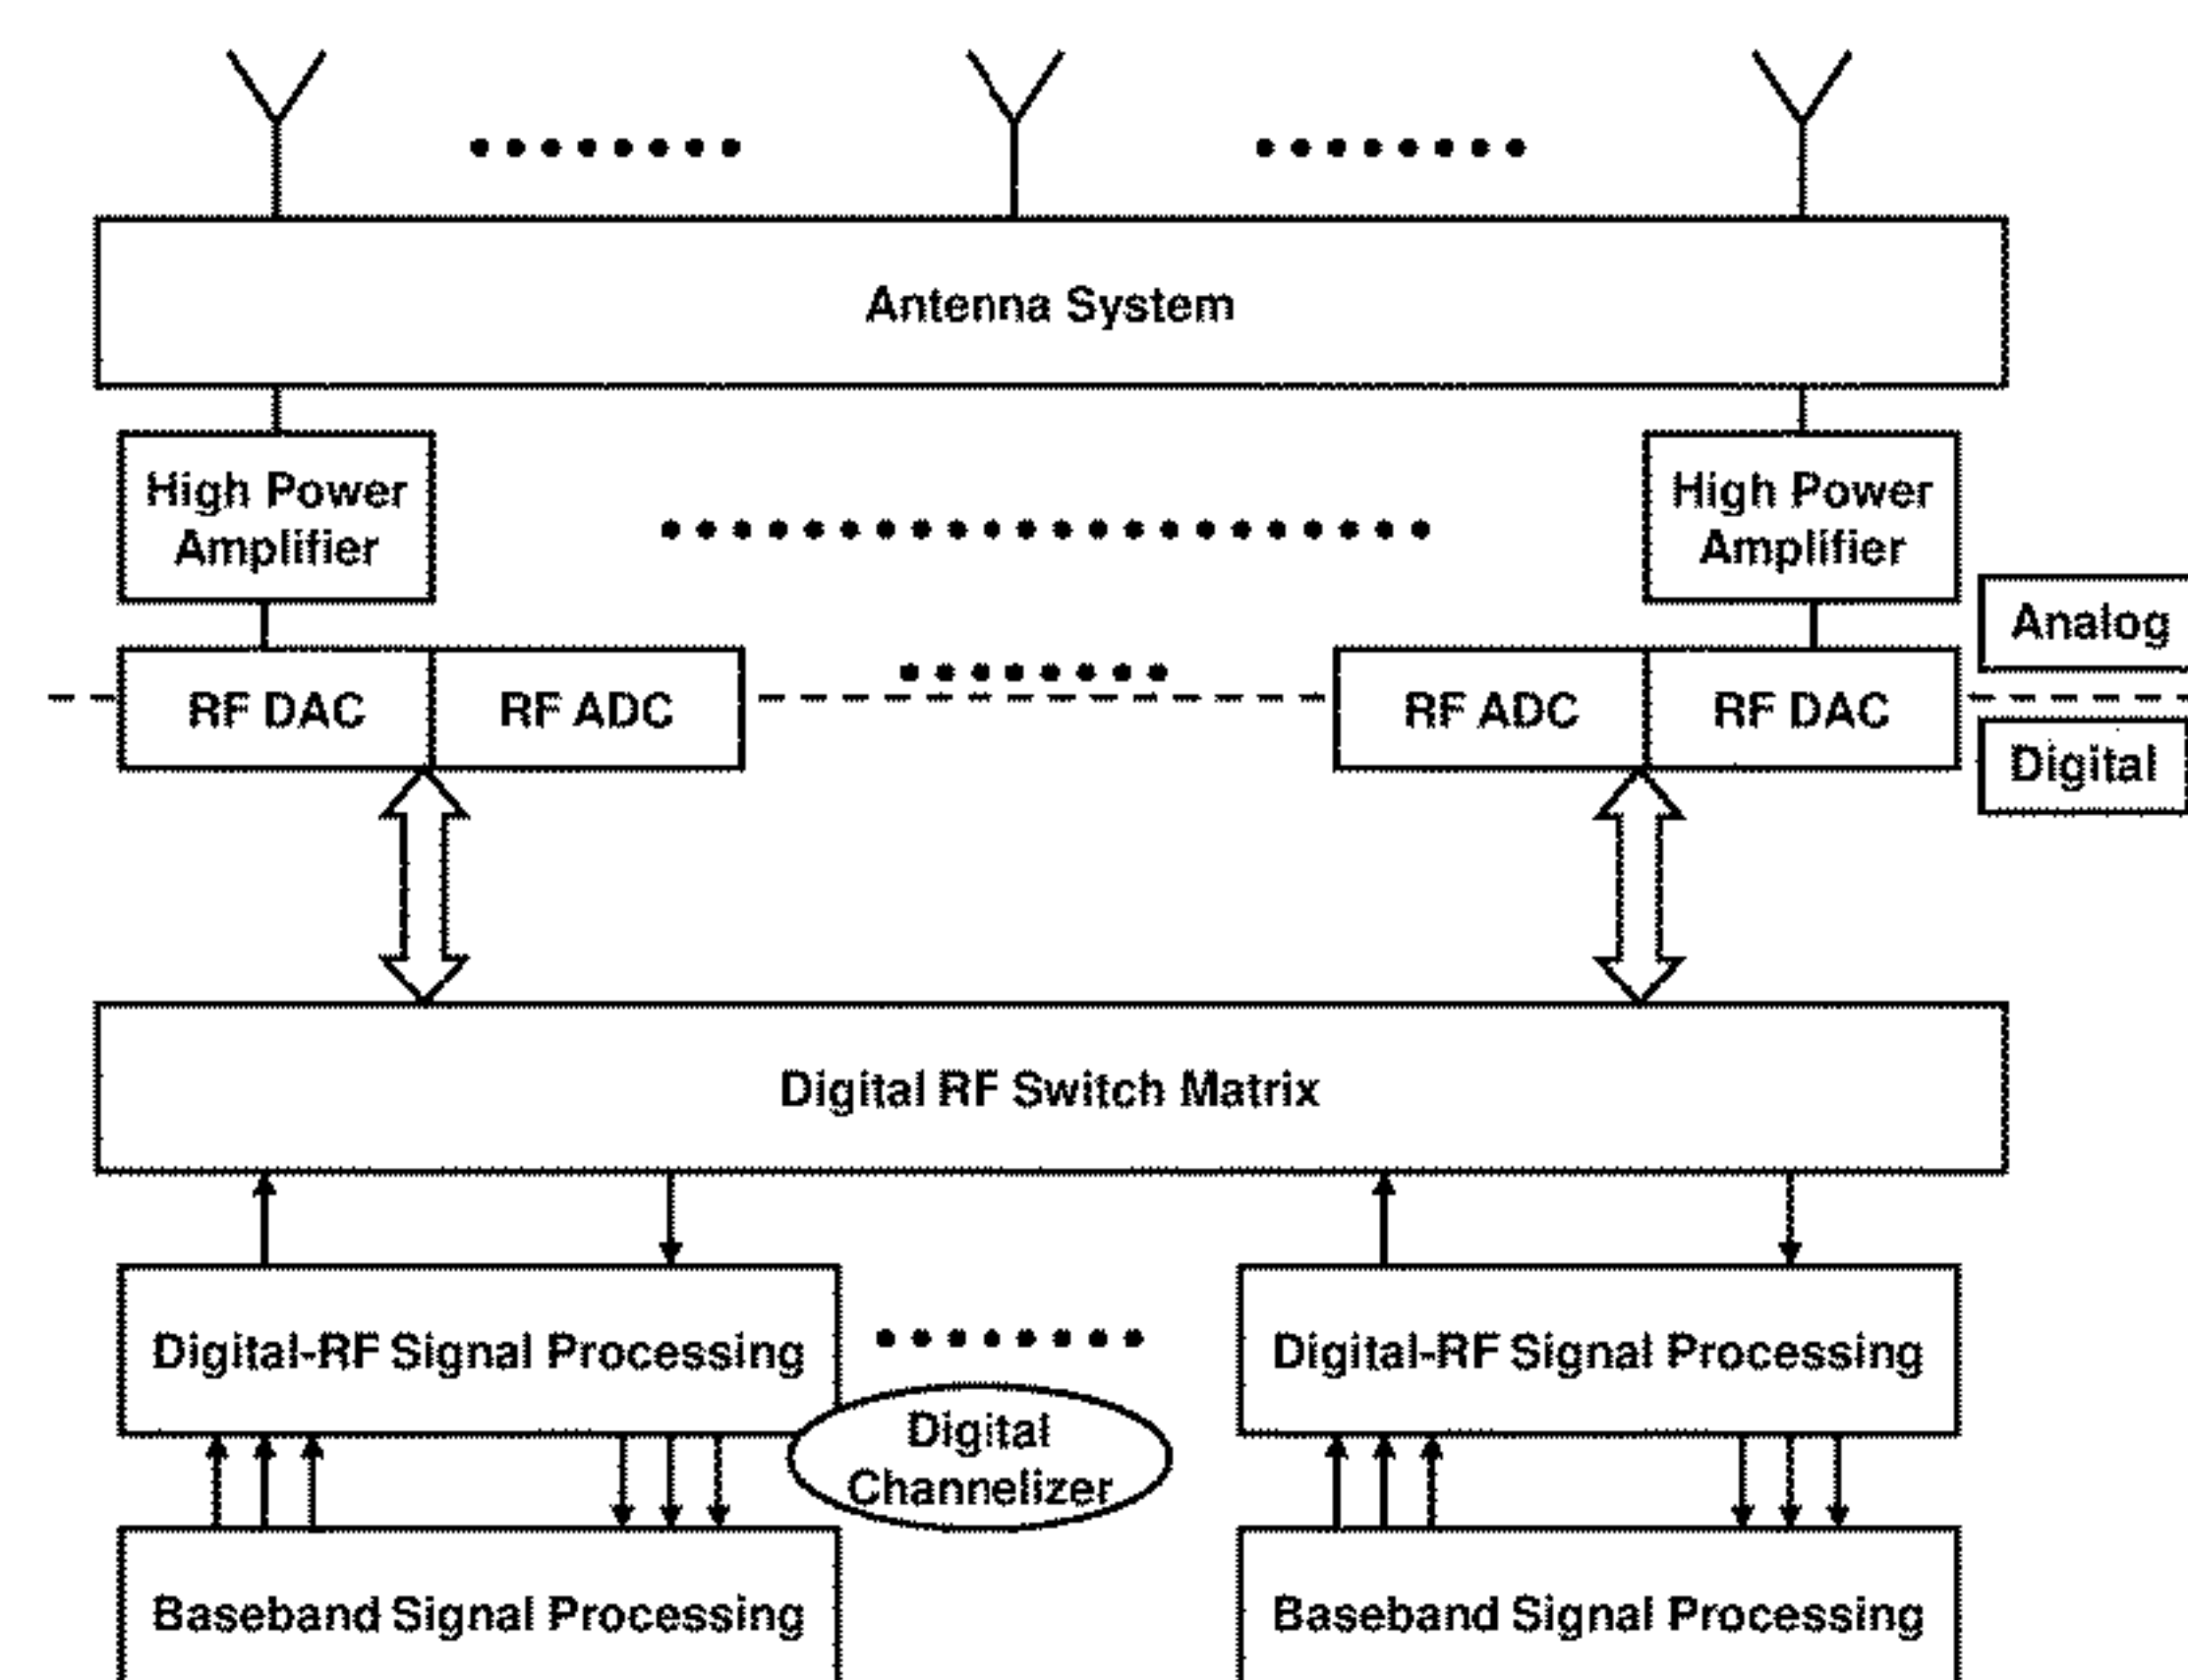 Antenna System
High Power
Amplifier
High Power
Amplifier
Analog
RF DAC
RF ADC
RF ADC
RF DAC
Digital
Digital RF Switch Matrix
Digital-RF Signal Processing
Digital-RF Signal Processing
Digital
Channelizer
Baseband Signal Processing
Baseband Signal Processing